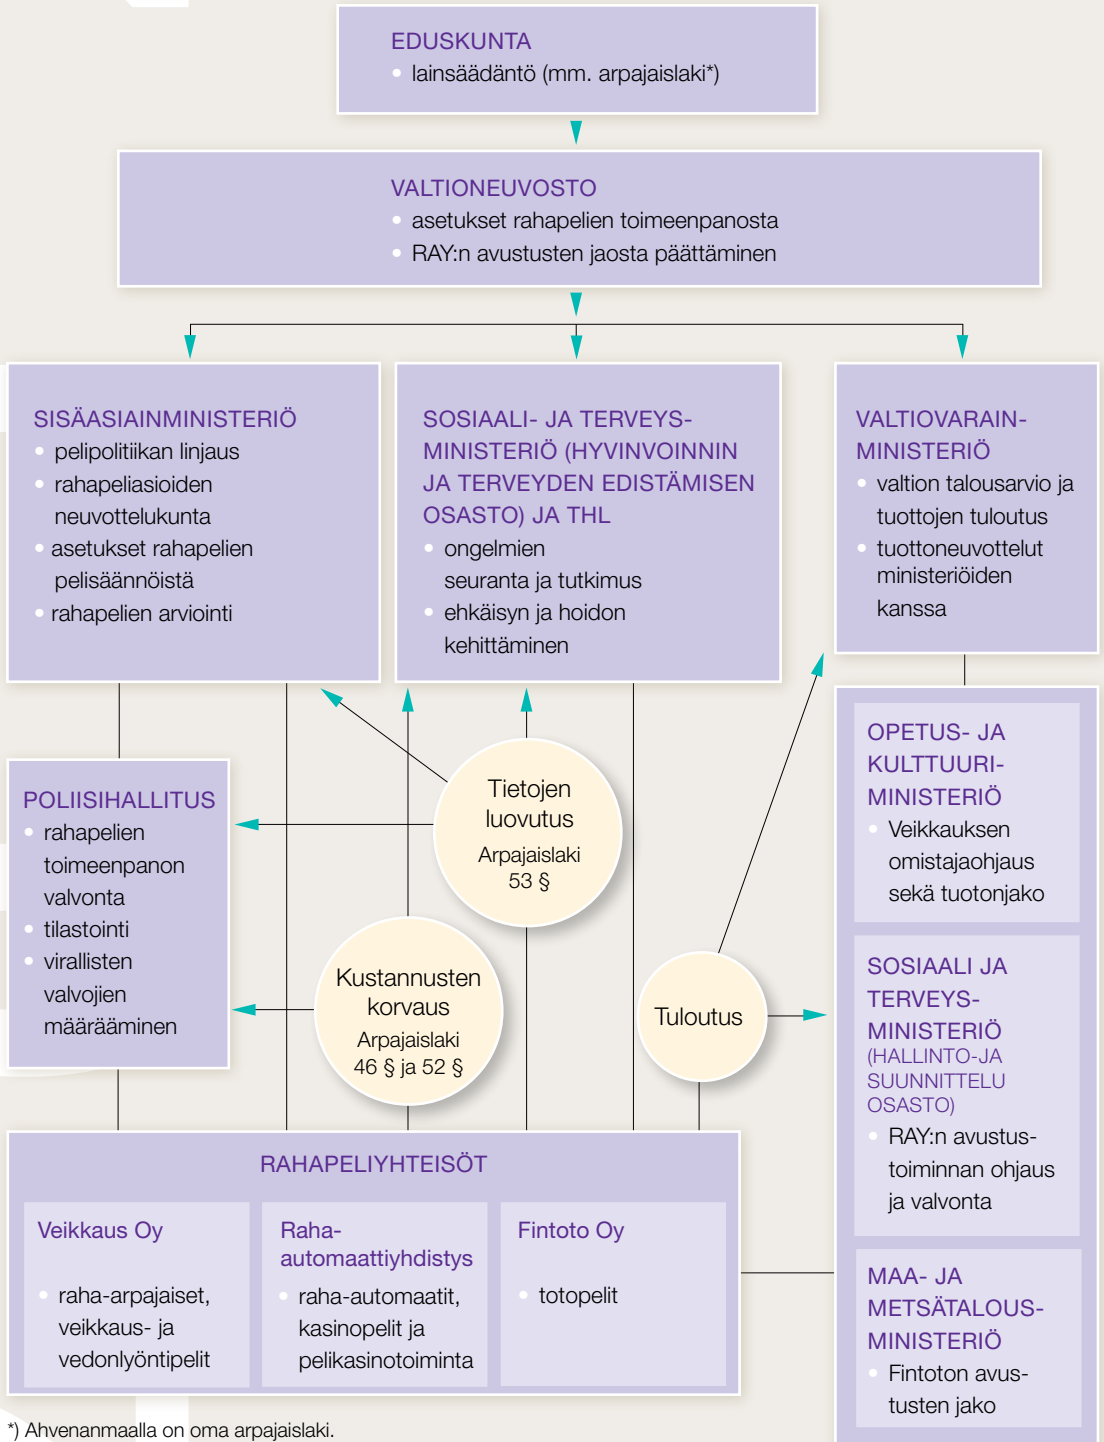 EDUSKUNTA
• lainsäädäntö (mm. arpajaislaki*)
VALTIONEUVOSTO
• asetukset rahapelien toimeenpanosta
• RAY:n avustusten jaosta päättäminen
SISÄASIAINMINISTERIÖ
• pelipolitiikan linjaus
• rahapeliasioiden
neuvottelukunta
• asetukset rahapelien
pelisäännöistä
• rahapelien arviointi
SOSIAALI- JA TERVEYS-
MINISTERIÖ (HYVINVOINNIN
JA TERVEYDEN EDISTÄMISEN
OSASTO) JA THL
• ongelmien
seuranta ja tutkimus
• ehkäisyn ja hoidon
kehittäminen
VALTIOVARAIN-
MINISTERIÖ
• valtion talousarvio ja
tuottojen tuloutus
• tuottoneuvottelut
ministeriöiden
kanssa
POLIISIHALLITUS
• rahapelien
toimeenpanon
valvonta
• tilastointi
• virallisten
valvojien
määrääminen
Tietojen
luovutus
Arpajaislaki
53 §
Kustannusten
korvaus
Arpajaislaki
46 § ja 52 §
Tuloutus
OPETUS- JA
KULTTUURI-
MINISTERIÖ
• Veikkauksen
omistajaohjaus
sekä tuotonjako
SOSIAALI JA
TERVEYS-
MINISTERIÖ
(HALLINTO-JA
SUUNNITTELU
OSASTO)
• RAY:n avustus-
toiminnan ohjaus
ja valvonta
MAA- JA
METSÄTALOUS-
MINISTERIÖ
• Fintoton avus-
tusten jako
RAHAPELIYHTEISÖT
Veikkaus Oy
• raha-arpajaiset,
veikkaus- ja
vedonlyöntipelit
Raha-
automaattiyhdistys
• raha-automaatit,
kasinopelit ja
pelikasinotoiminta
Fintoto Oy
• totopelit
*) Ahvenanmaalla on oma arpajaislaki.